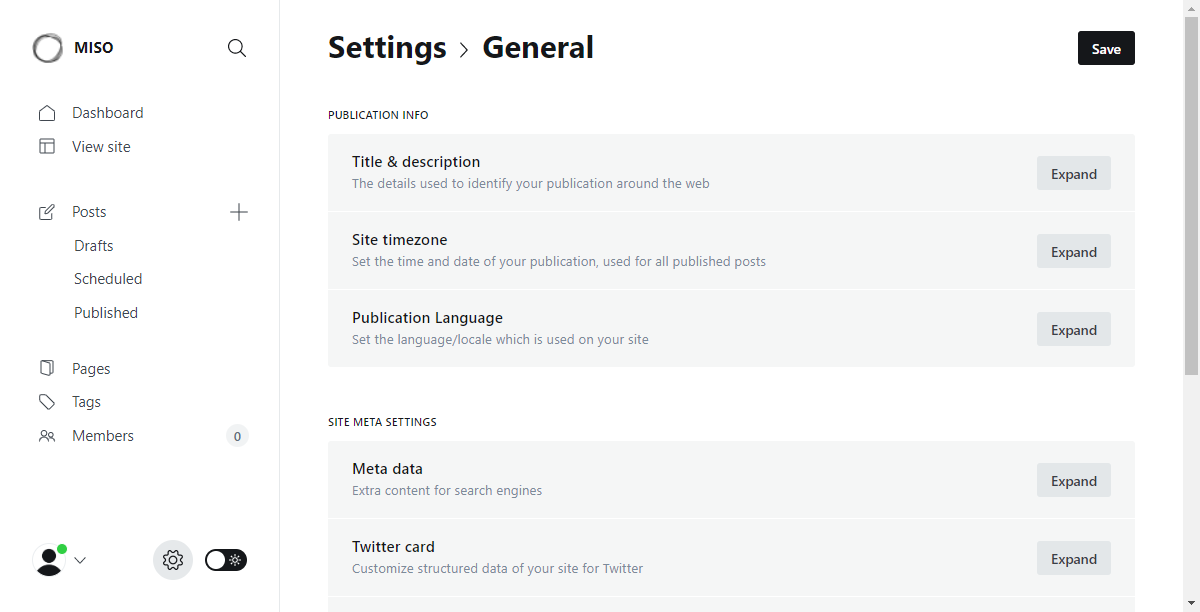 MISO
Dashboard
View site
Posts
Drafts
Scheduled
Published
Pages
Tags
Members 0
Settings > General
Save
PUBLICATION INFO
Title & description
The details used to identify your publication around the web
Expand
Site timezone
Set the time and date of your publication, used for all published posts
Expand
Publication Language
Set the language/locale which is used on your site
Expand
SITE META SETTINGS
Meta data
Extra content for search engines
Expand
Twitter card
Customize structured data of your site for Twitter
Expand